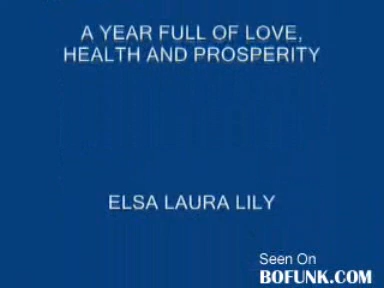 A YEAR FULL OF LOVE,
HEALTH AND PROSPERITY
ELSA LAURA LILY
Seen On
BOFUNK.COM